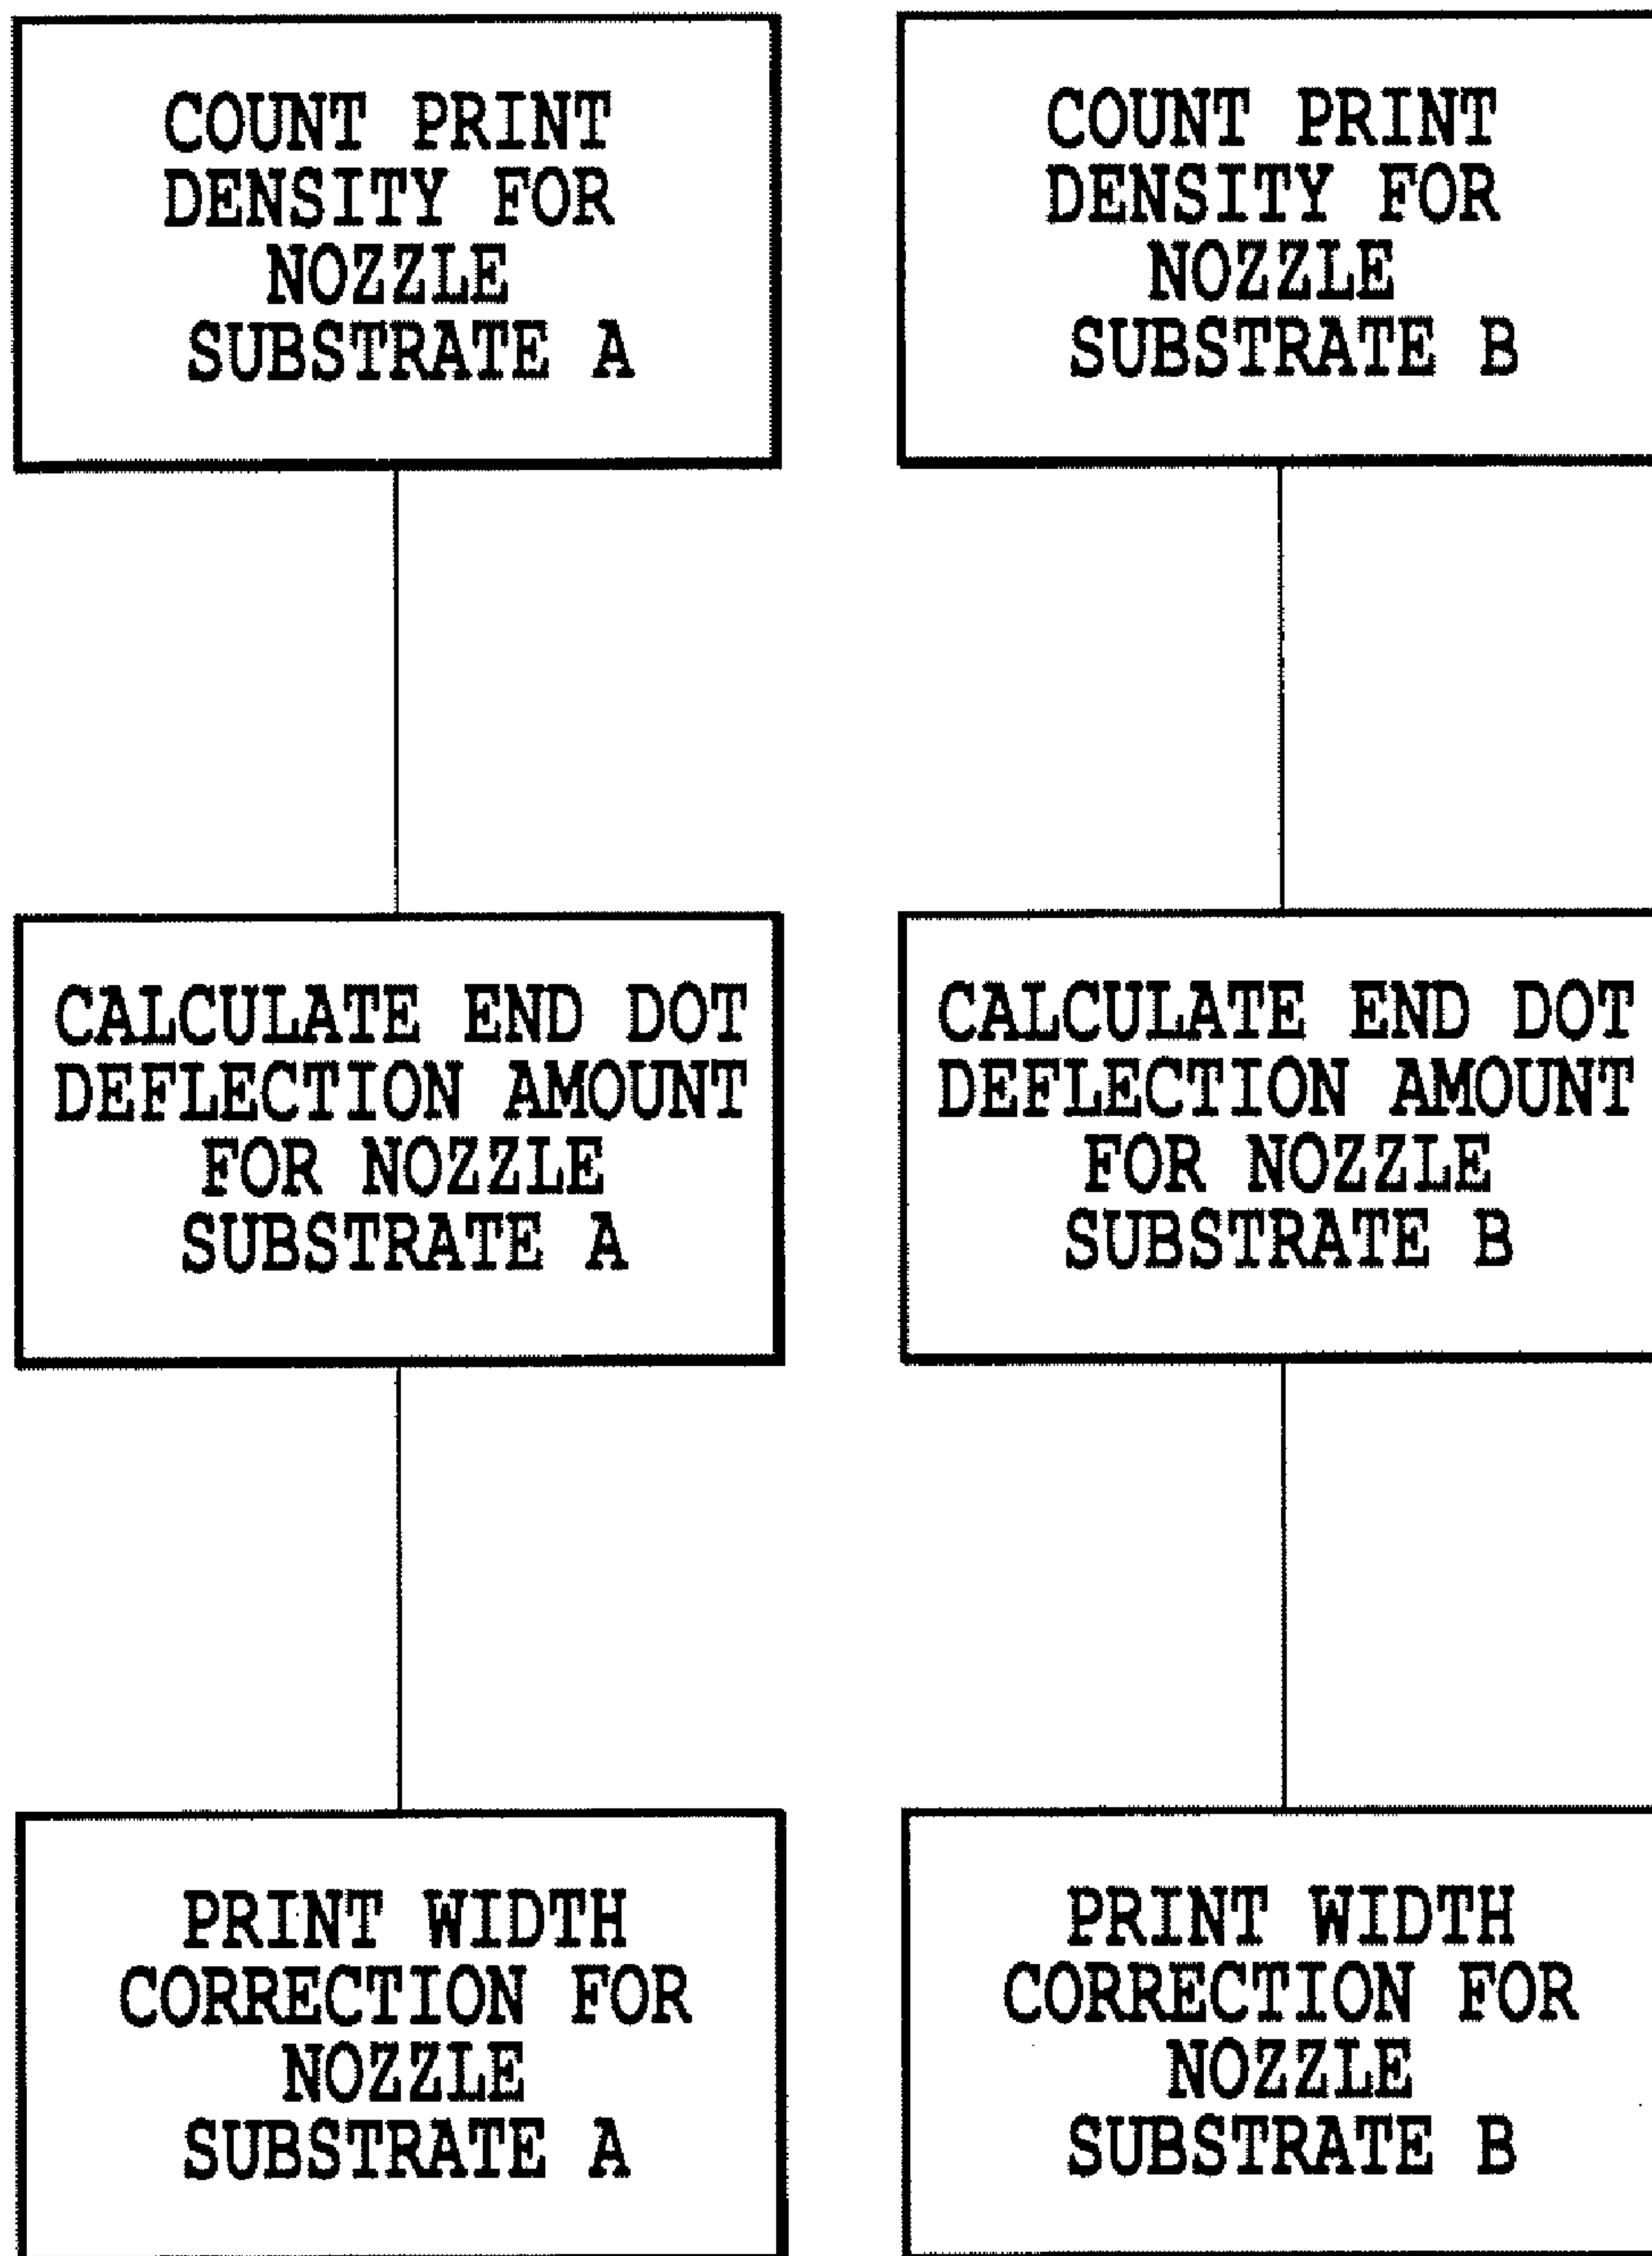 COUNT PRINT
DENSITY FOR
NOZZLE
SUBSTRATE A
COUNT PRINT
DENSITY FOR
NOZZLE
SUBSTRATE B
CALCULATE END DOT
DEFLECTION AMOUNT
FOR NOZZLE
SUBSTRATE A
CALCULATE END DOT
DEFLECTION AMOUNT
FOR NOZZLE
SUBSTRATE B
PRINT WIDTH
CORRECTION FOR
NOZZLE
SUBSTRATE A
PRINT WIDTH
CORRECTION FOR
NOZZLE
SUBSTRATE B